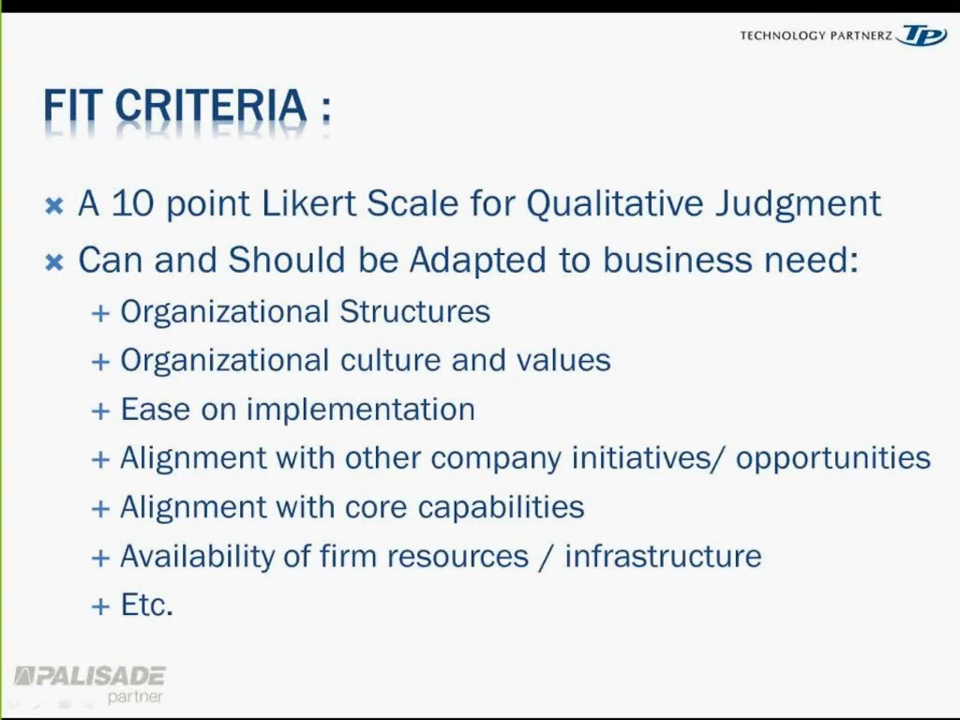 TECHNOLOGY PARTNERZ TP
FIT CRITERIA :
A 10 point Likert Scale for Qualitative Judgment
Can and Should be Adapted to business need:
+ Organizational Structures
+ Organizational culture and values
+ Ease on implementation
+ Alignment with other company initiatives/ opportunities
+ Alignment with core capabilities
+ Availability of firm resources / infrastructure
+ Etc.
PALISADE
partner